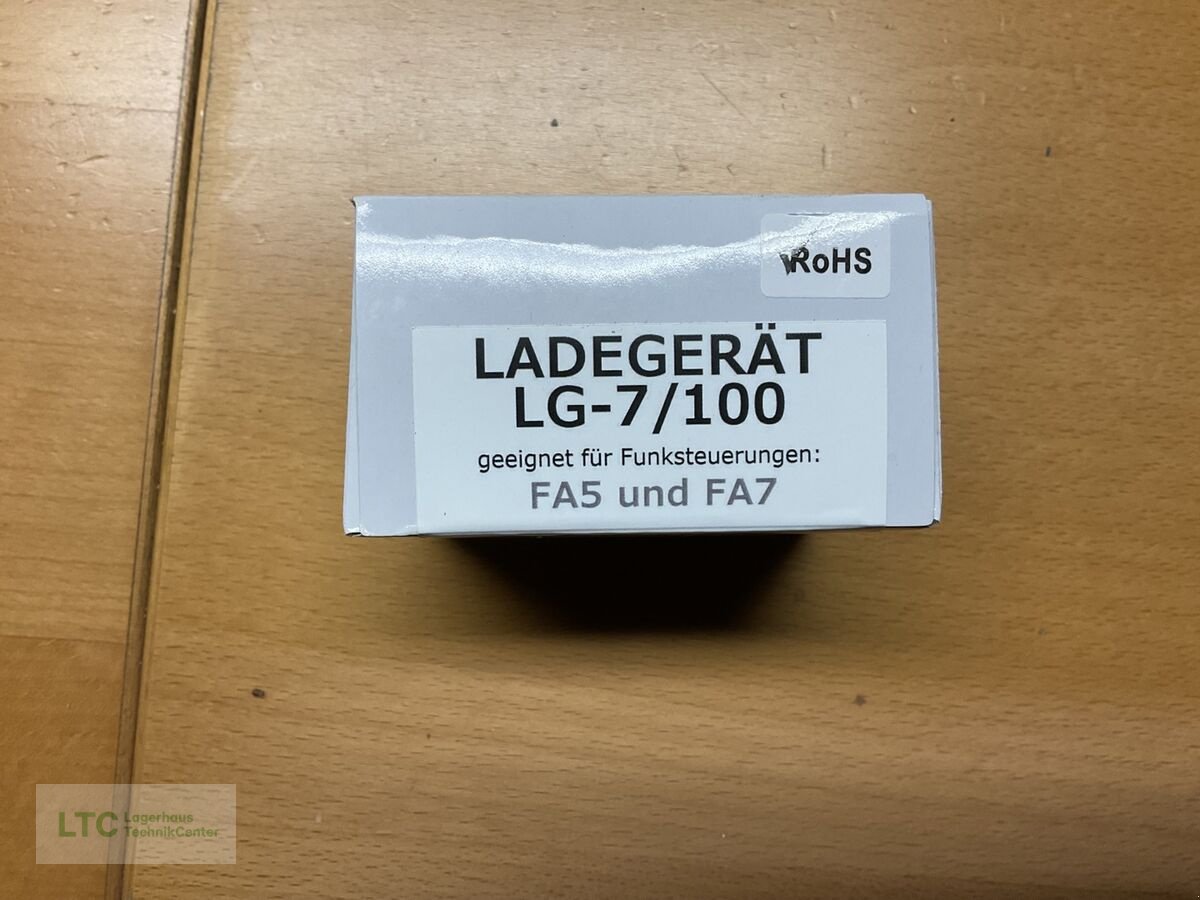 RoHS
LADEGERÄT
LG-7/100
geeignet für Funksteuerungen:
FA5 und FA7
LTC Lagerhaus
TechnikCenter